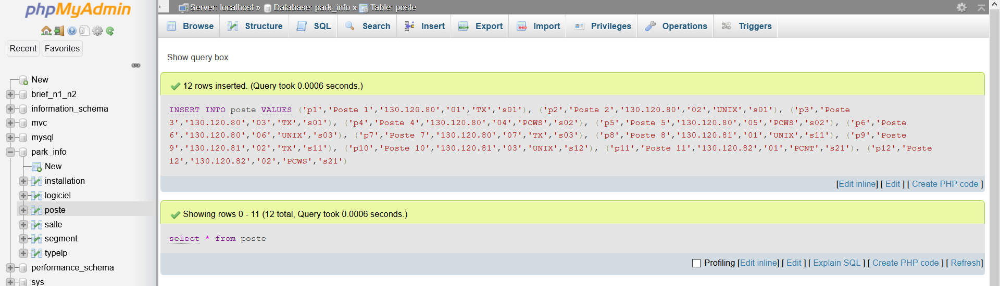 phpMyAdmin
Recent Favorites
New
brief_n1_n2
information_schema
mvc
mysql
park_info
New
installation
logiciel
poste
salle
segment
typelp
performance_schema
sys
Server: localhost » Database: park_info » Table: poste
Browse Structure SQL Search Insert Export Import Privileges Operations Triggers
Show query box
12 rows inserted. (Query took 0.0006 seconds.)
INSERT INTO poste VALUES ('p1','Poste 1','130.120.80','01','TX','s01'), ('p2','Poste 2','130.120.80','02','UNIX','s01'), ('p3','Poste
3','130.120.80','03','TX','s01'), ('p4','Poste 4','130.120.80','04','PCWS','s02'), ('p5','Poste 5','130.120.80','05','PCWS','s02'), ('p6','Poste
6','130.120.80','06','UNIX','s03'), ('p7','Poste 7','130.120.80','07','TX','s03'), ('p8','Poste 8','130.120.81','01','UNIX','s11'), ('p9','Poste
9','130.120.81','02','TX','s11'), ('p10','Poste 10','130.120.81','03','UNIX','s12'), ('p11','Poste 11','130.120.82','01','PCNT','s21'), ('p12','Poste
12','130.120.82','02','PCWS','s21')
[Edit inline] [ Edit ] [ Create PHP code ]
Showing rows 0 - 11 (12 total, Query took 0.0006 seconds.)
select * from poste
Profiling [Edit inline] [ Edit ] [ Explain SQL ] [ Create PHP code ] [ Refresh]